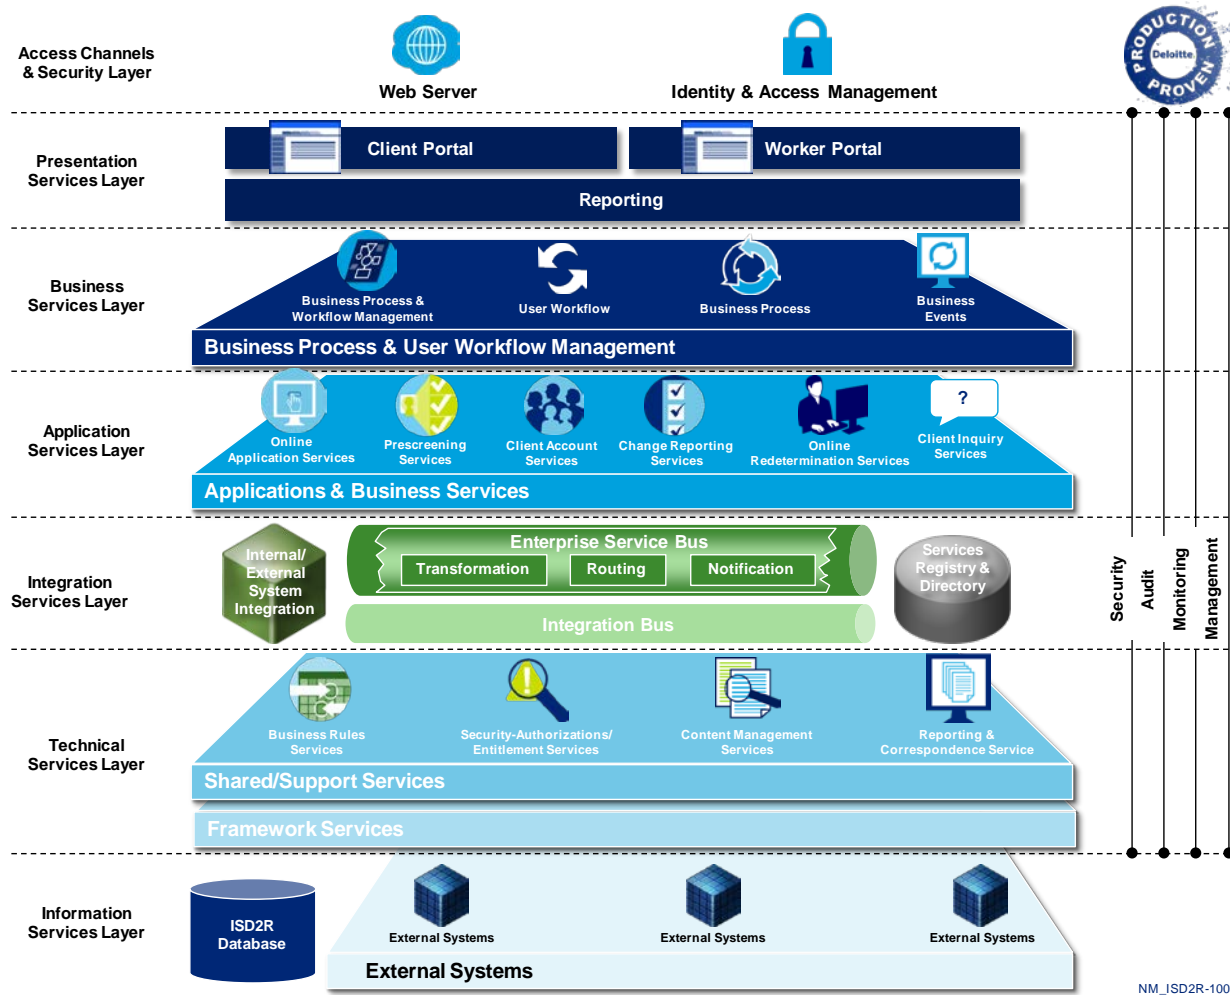 Access Channels
& Security Layer
Web Server
Identity & Access Management
PRODUCTION
Deloitte
PROVEN
Presentation
Services Layer
Client Portal
Worker Portal
Reporting
Business
Services Layer
Business Process &
Workflow Management
User Workflow
Business Process
Business
Events
Business Process & User Workflow Management
Application
Services Layer
Online
Application Services
Prescreening
Services
Client Account
Services
Change Reporting
Services
Online
Redetermination Services
?
Client Inquiry
Services
Applications & Business Services
Integration
Services Layer
Internal/
External
System
Integration
Enterprise Service Bus
Transformation
Routing
Notification
Integration Bus
Services
Registry &
Directory
Security
Audit
Monitoring
Management
Technical
Services Layer
Business Rules
Services
Security-Authorizations/
Entitlement Services
Content Management
Services
Reporting &
Correspondence Service
Shared/Support Services
Framework Services
Information
Services Layer
ISD2R
Database
External Systems
External Systems
External Systems
External Systems
NM_ISD2R-100